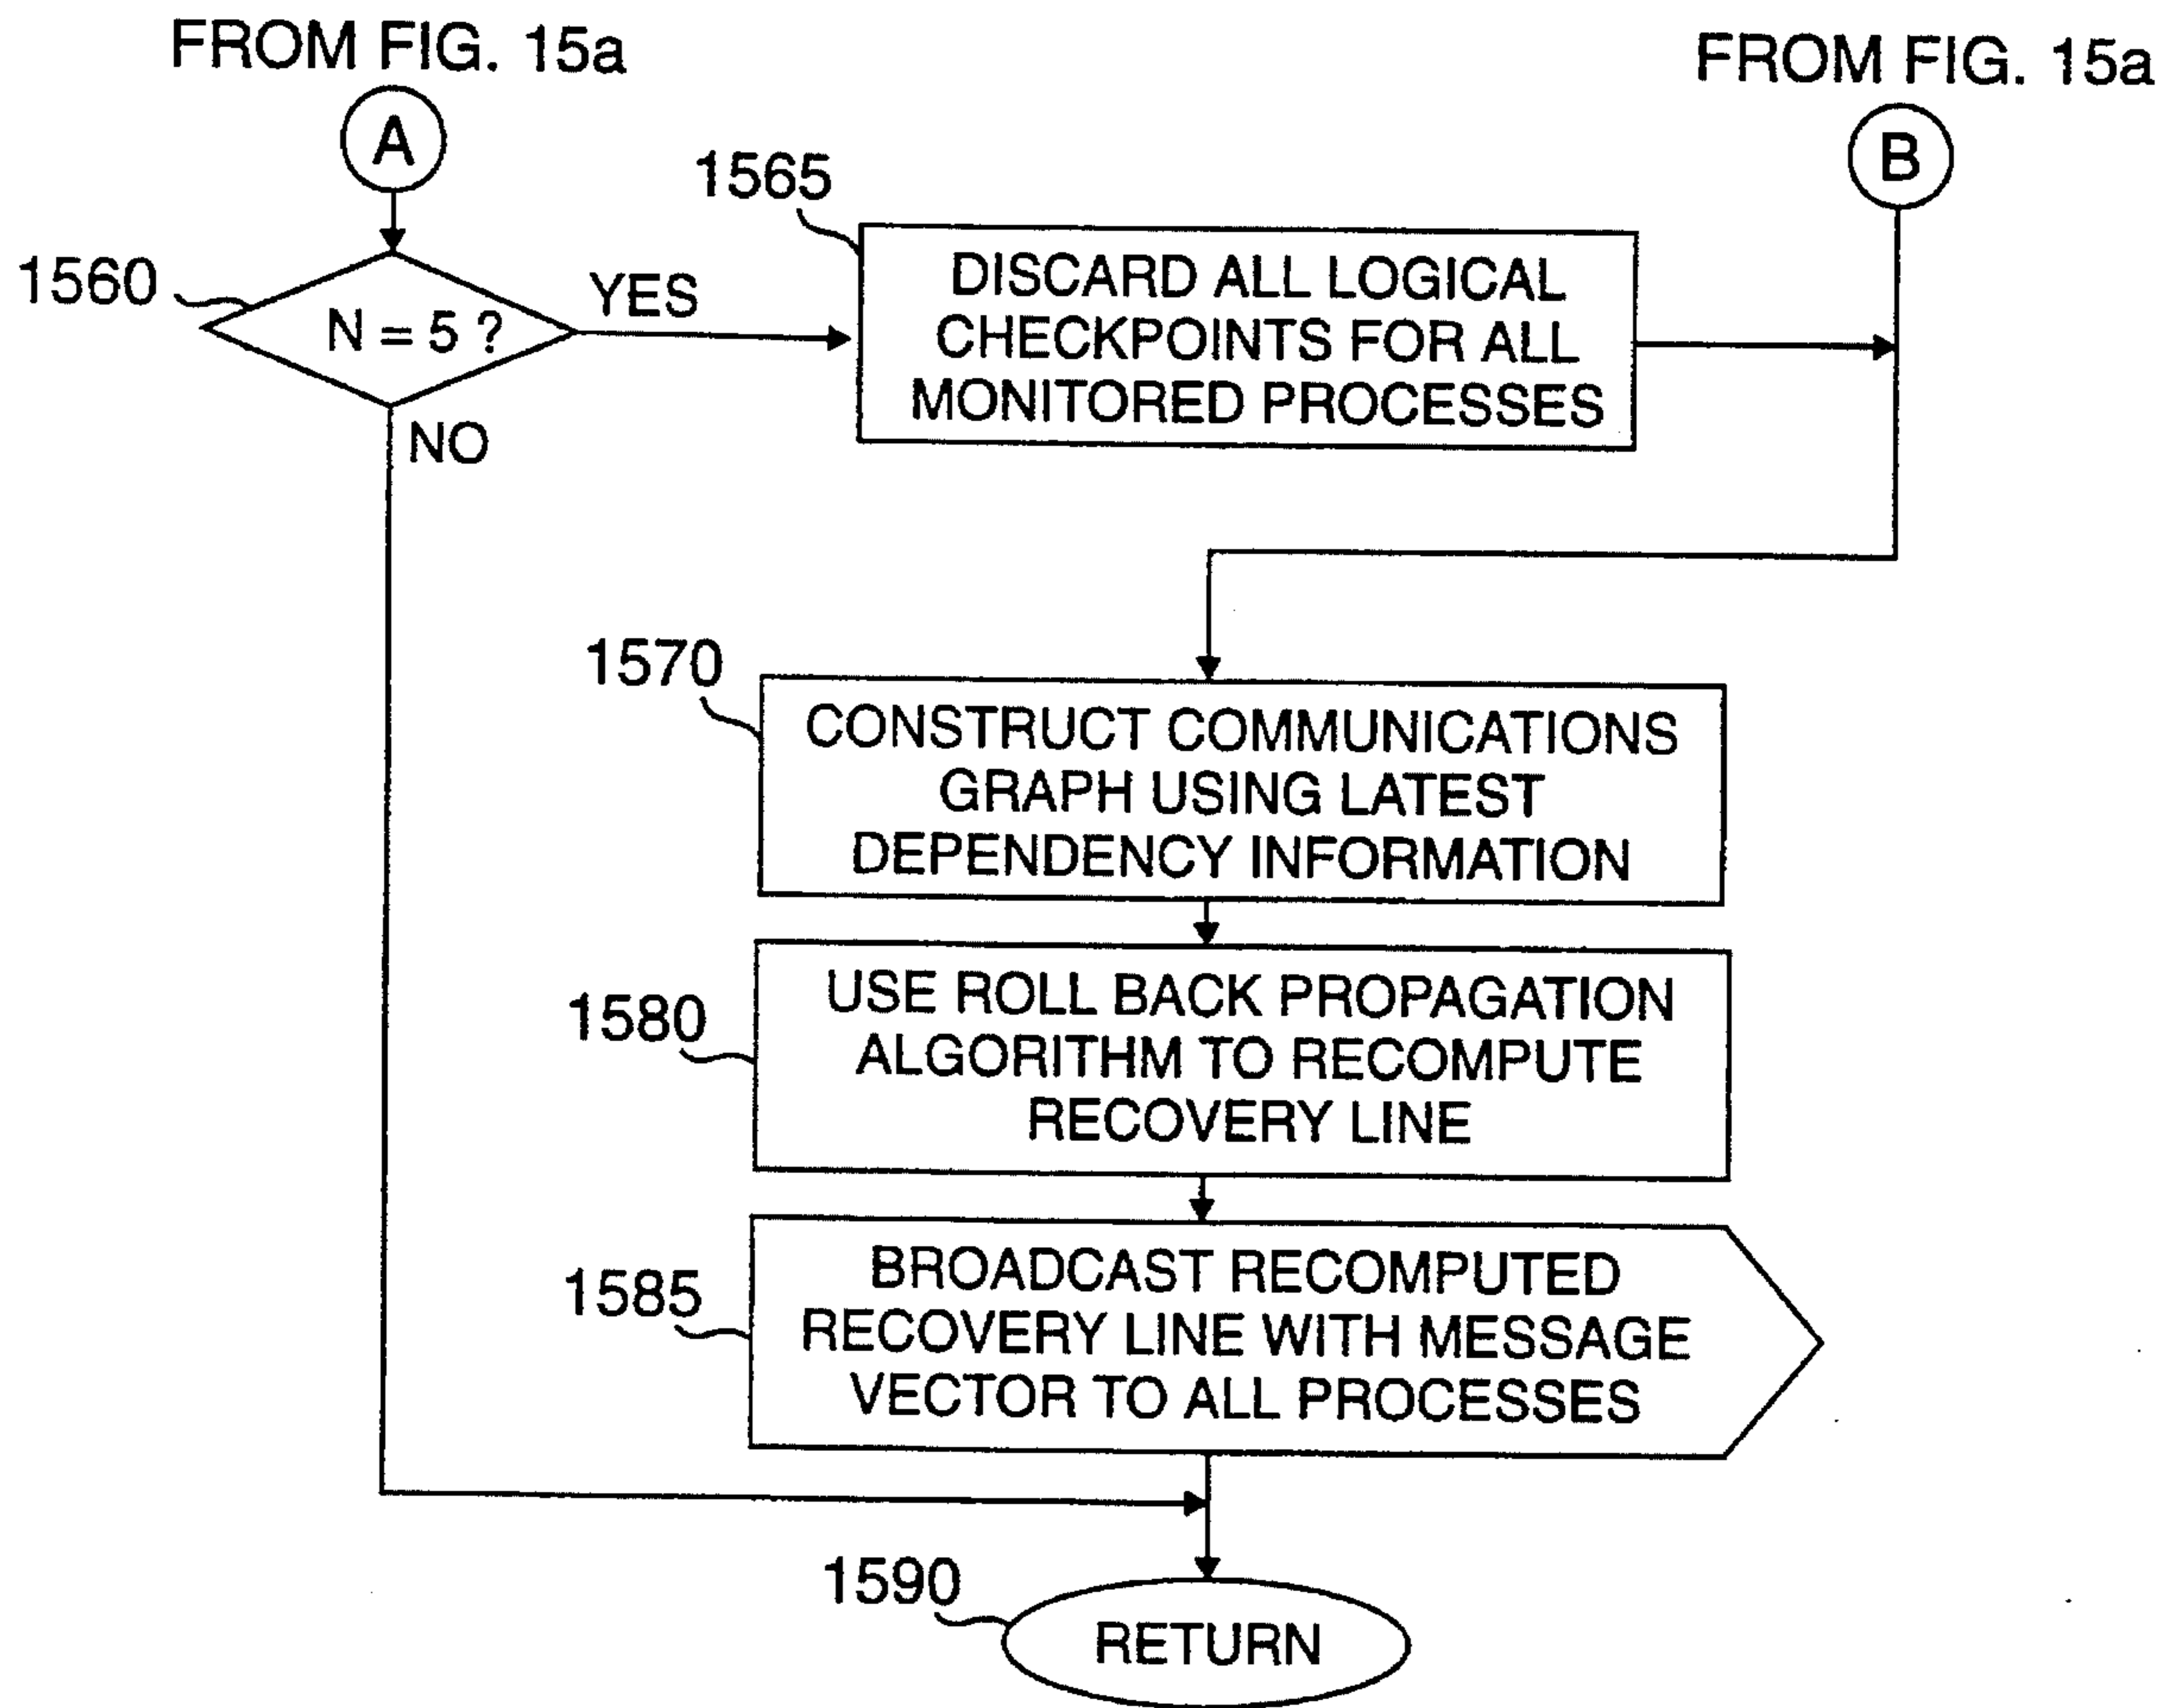 FROM FIG. 15a
A
FROM FIG. 15a
B
1560
N = 5 ?
YES
NO
1565
DISCARD ALL LOGICAL
CHECKPOINTS FOR ALL
MONITORED PROCESSES
1570
CONSTRUCT COMMUNICATIONS
GRAPH USING LATEST
DEPENDENCY INFORMATION
1580
USE ROLL BACK PROPAGATION
ALGORITHM TO RECOMPUTE
RECOVERY LINE
1585
BROADCAST RECOMPUTED
RECOVERY LINE WITH MESSAGE
VECTOR TO ALL PROCESSES
1590
RETURN